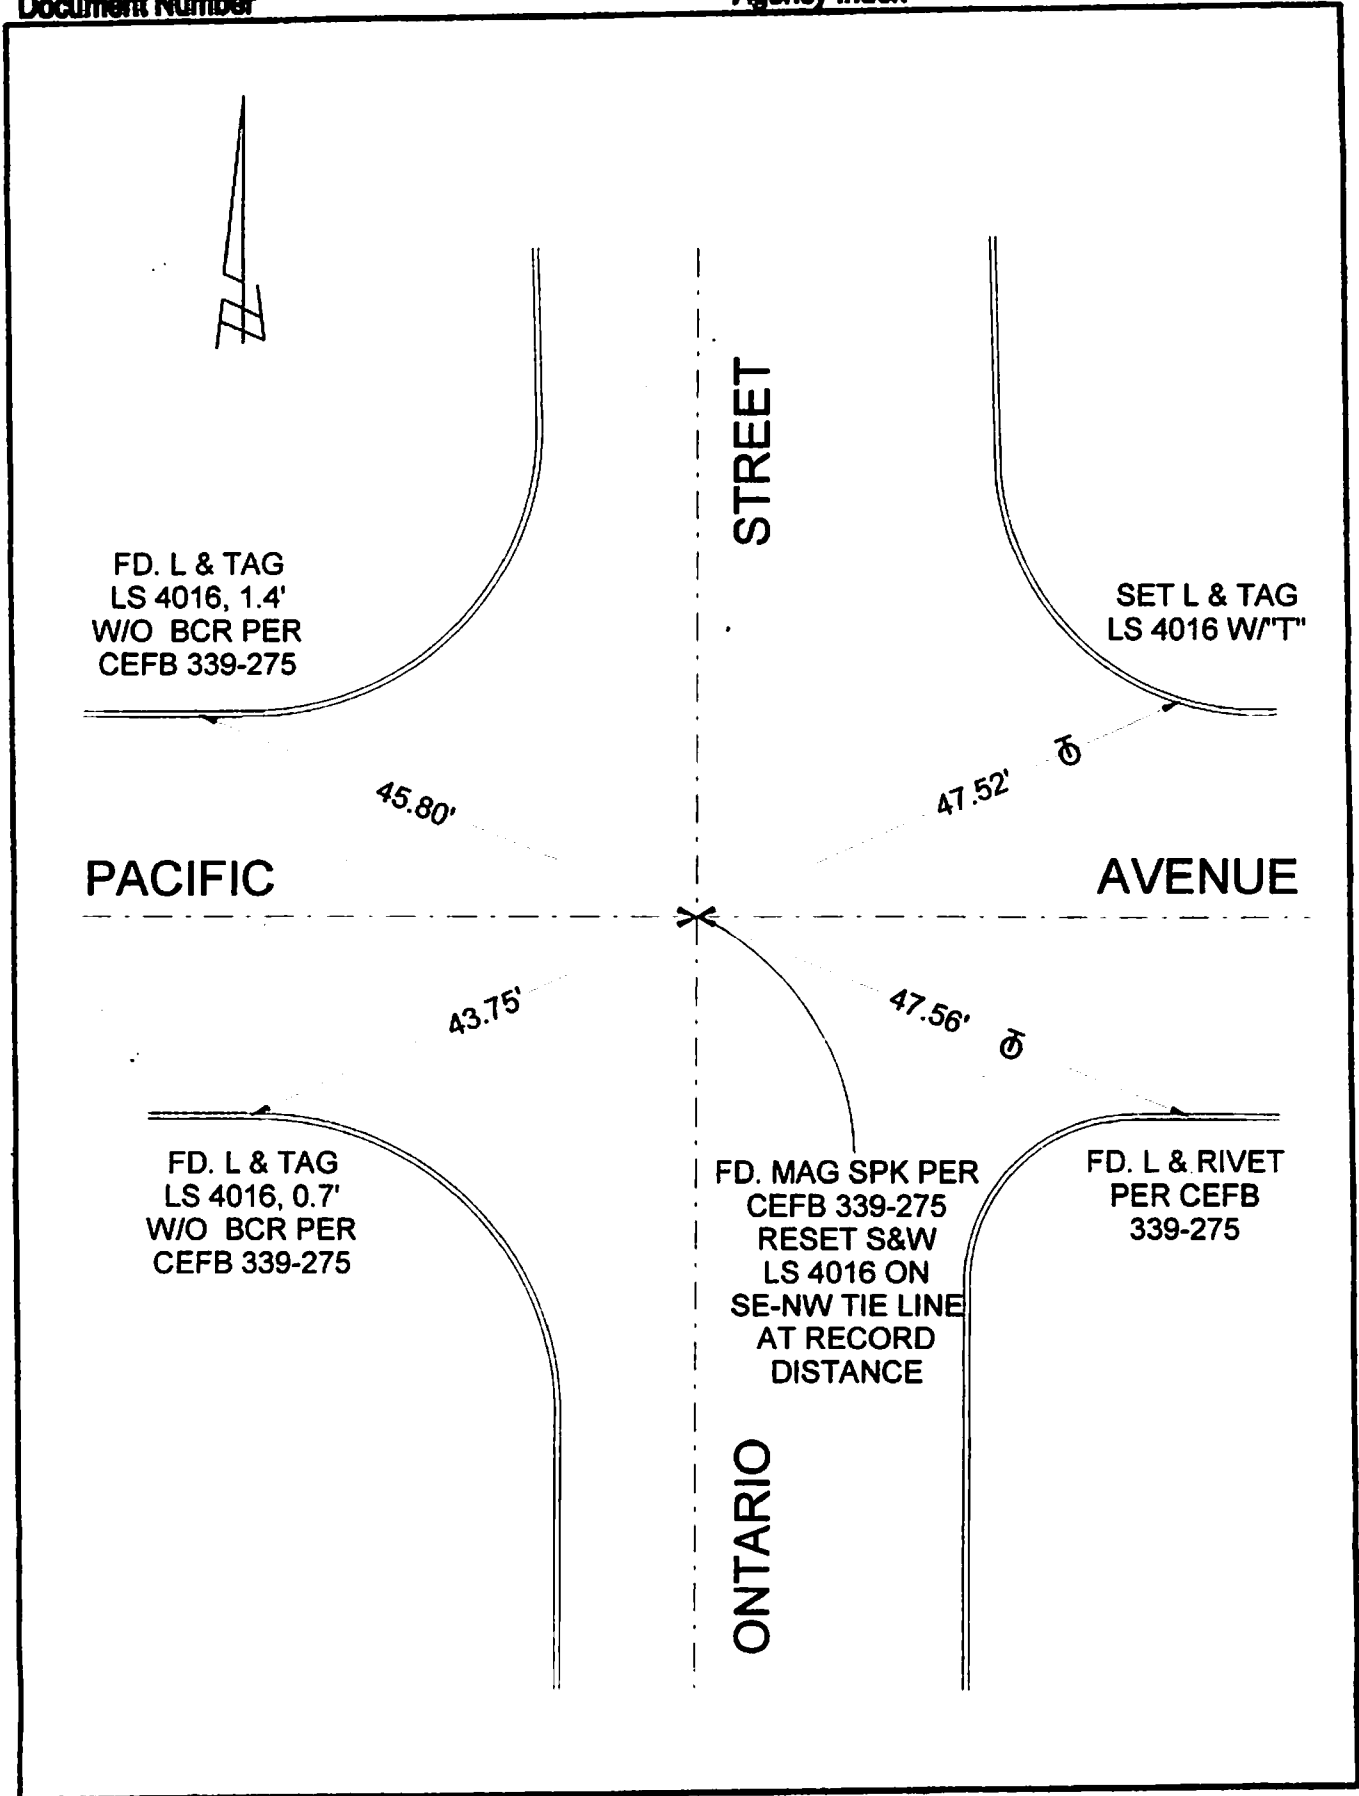 Document Number
Agency Index
STREET
FD. L & TAG
LS 4016, 1.4'
W/O BCR PER
CEFB 339-275
SET L & TAG
LS 4016 W/"T"
45.80'
47.52'
PACIFIC
AVENUE
43.75'
47.56'
FD. L & TAG
LS 4016, 0.7'
W/O BCR PER
CEFB 339-275
FD. MAG SPK PER
CEFB 339-275
RESET S&W
LS 4016 ON
SE-NW TIE LINE
AT RECORD
DISTANCE
FD. L & RIVET
PER CEFB
339-275
ONTARIO